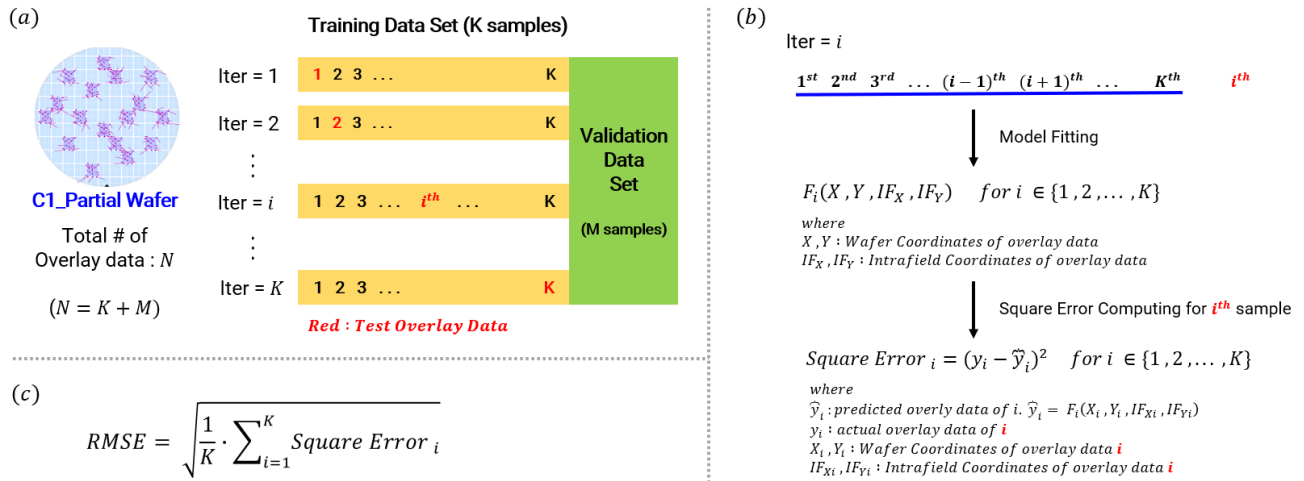 (a)
Training Data Set (K samples)
Iter = 1
1 2 3 ... K
Iter = 2
1 2 3 ... K
⋮
Iter = i
1 2 3 ... i^th ... K
⋮
Iter = K
1 2 3 ... K
Red : Test Overlay Data
Validation
Data
Set
(M samples)
C1_Partial Wafer
Total # of
Overlay data : N
(N = K + M)
(b)
Iter = i
1^st 2^nd 3^rd ... (i − 1)^th (i + 1)^th ... K^th i^th
Model Fitting
F_i(X , Y , IF_X , IF_Y) for i ∈ {1, 2, ... , K}
where
X , Y : Wafer Coordinates of overlay data
IF_X , IF_Y : Intrafield Coordinates of overlay data
Square Error Computing for i^th sample
Square Error_i = (y_i − ŷ_i)^2 for i ∈ {1, 2, ... , K}
where
ŷ_i : predicted overly data of i. ŷ_i = F_i(X_i , Y_i , IF_Xi , IF_Yi)
y_i : actual overlay data of i
X_i , Y_i : Wafer Coordinates of overlay data i
IF_Xi , IF_Yi : Intrafield Coordinates of overlay data i
(c)
RMSE = √(1/K · ∑_{i=1}^{K} Square Error_i)